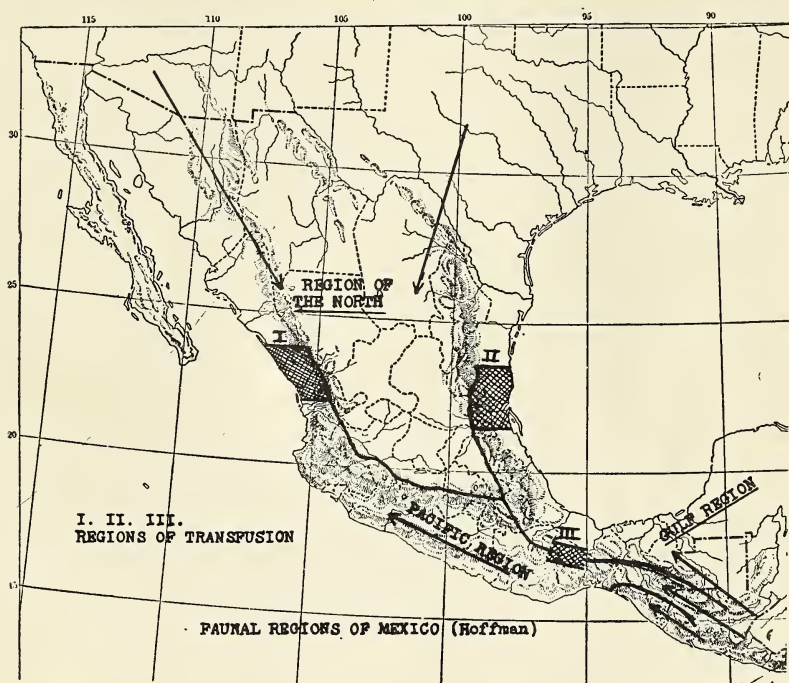 115 110 105 100 95 90
30
25
20
15
REGION OF
THE NORTH
I
II
III
GULF REGION
PACIFIC REGION
I. II. III.
REGIONS OF TRANSFUSION
FAUNAL REGIONS OF MEXICO (Hoffman)